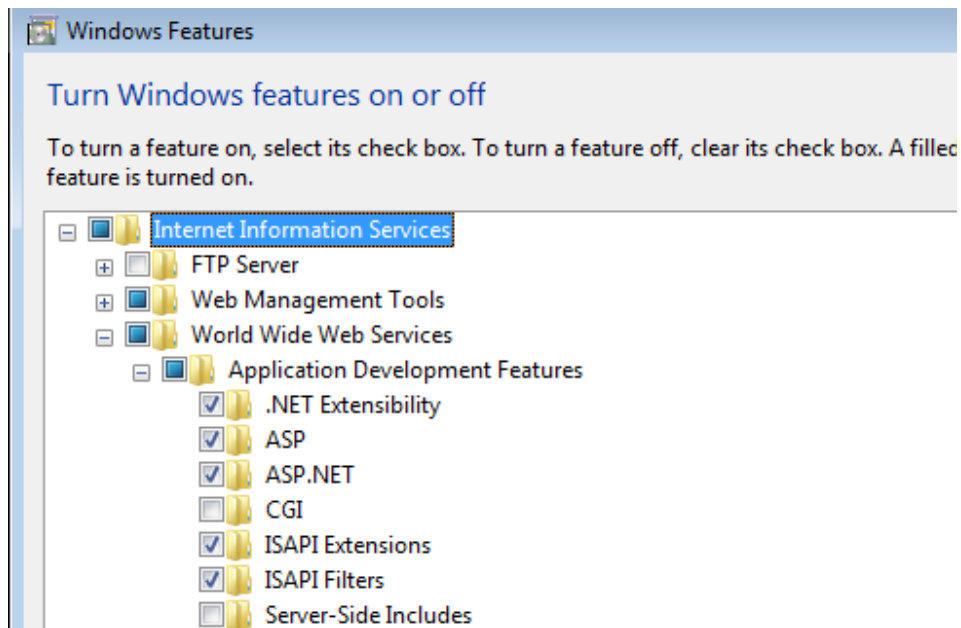 Windows Features
Turn Windows features on or off
To turn a feature on, select its check box. To turn a feature off, clear its check box. A filled
feature is turned on.
Internet Information Services
FTP Server
Web Management Tools
World Wide Web Services
Application Development Features
.NET Extensibility
ASP
ASP.NET
CGI
ISAPI Extensions
ISAPI Filters
Server-Side Includes